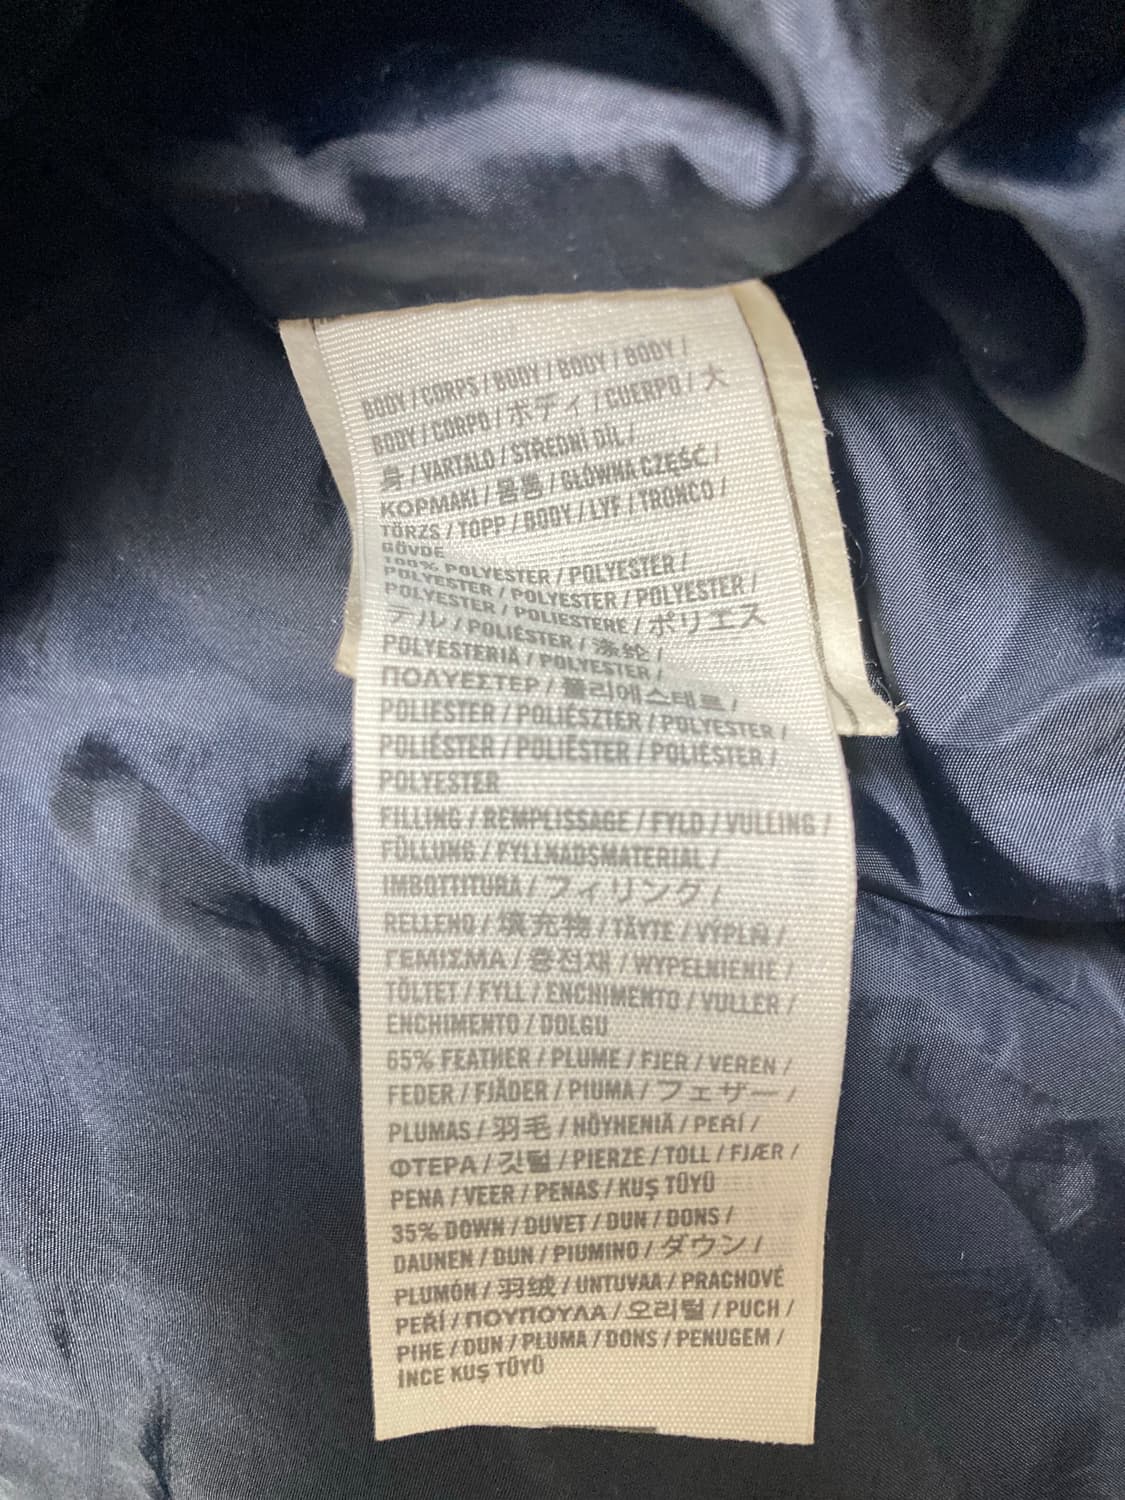 BODY / CORPS / BODY / BODY / BODY /
BODY / CORPO / ボディ / CUERPO / 大
身 / VARTALO / STŘEDNÍ DÍL /
ΚΟΡΜΑΚΙ / 몸통 / GŁÓWNA CZĘŚĆ /
TÖRZS / TOPP / BODY / LYF / TRONCO /
GÖVDE
100% POLYESTER / POLYESTER /
POLYESTER / POLYESTER / POLYESTER /
POLYESTER / POLIESTERE / ポリエス
テル / POLIÉSTER / 涤纶 /
POLYESTERIÄ / POLYESTER /
ΠΟΛΥΕΣΤΕΡ / 폴리에스테르 /
POLIESTER / POLIÉSZTER / POLYESTER /
POLIÉSTER / POLIËSTER / POLIÉSTER /
POLYESTER
FILLING / REMPLISSAGE / FYLD / VULLING /
FÜLLUNG / FYLLNADSMATERIAL /
IMBOTTITURA / フィリング /
RELLENO / 填充物 / TÄYTE / VÝPLŇ /
ΓΕΜΙΣΜΑ / 충전재 / WYPEŁNIENIE /
TÖLTET / FYLL / ENCHIMENTO / VULLER /
ENCHIMENTO / DOLGU
65% FEATHER / PLUME / FJER / VEREN /
FEDER / FJÄDER / PIUMA / フェザー /
PLUMAS / 羽毛 / HÖYHENIÄ / PEŘÍ /
ΦΤΕΡΑ / 깃털 / PIERZE / TOLL / FJÆR /
PENA / VEER / PENAS / KUŞ TÜYÜ
35% DOWN / DUVET / DUN / DONS /
DAUNEN / DUN / PIUMINO / ダウン /
PLUMÓN / 羽绒 / UNTUVAA / PRACHOVÉ
PEŘÍ / ΠΟΥΠΟΥΛΑ / 오리털 / PUCH /
PIHE / DUN / PLUMA / DONS / PENUGEM /
İNCE KUŞ TÜYÜ